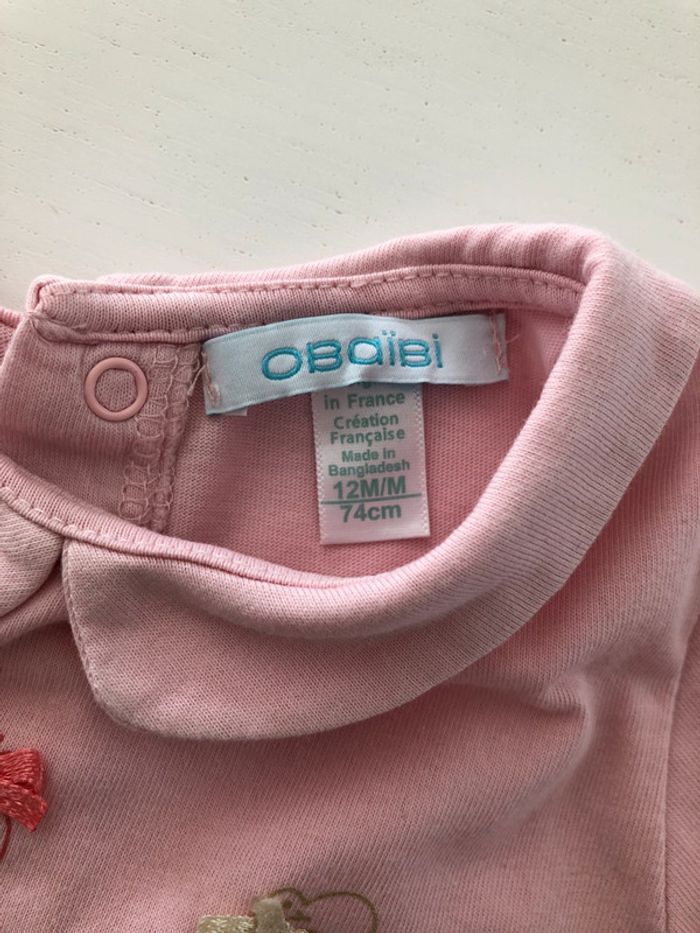 OBaïBi
in France
Création
Française
Made in
Bangladesh
12M/M
74cm